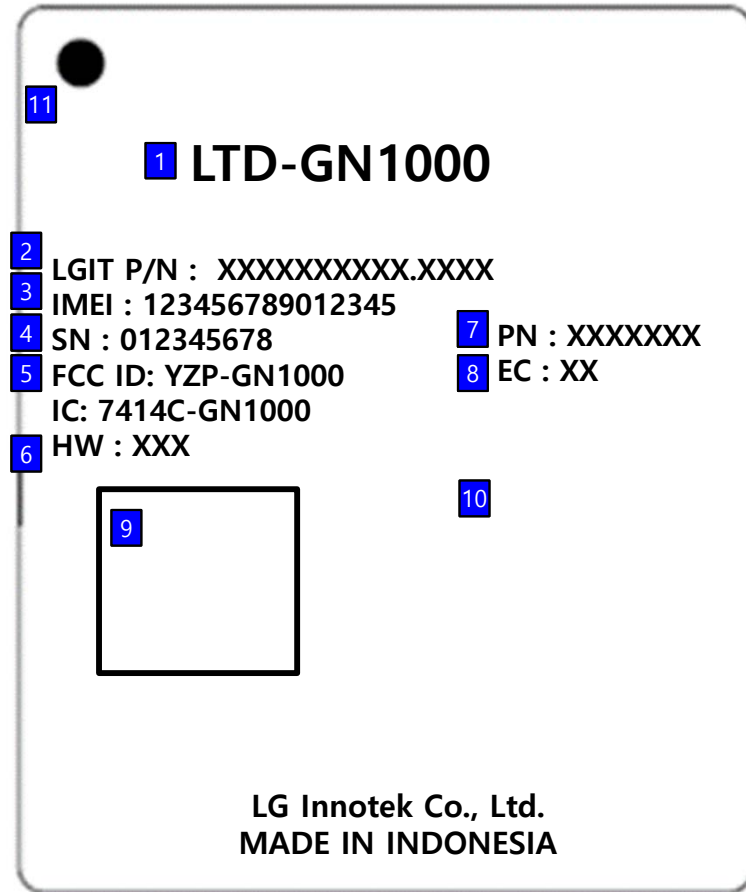 11
1 LTD-GN1000
2 LGIT P/N : XXXXXXXXXX.XXXX
3 IMEI : 123456789012345
4 SN : 012345678
7 PN : XXXXXXX
5 FCC ID: YZP-GN1000
8 EC : XX
IC: 7414C-GN1000
6 HW : XXX
10
9
LG Innotek Co., Ltd.
MADE IN INDONESIA